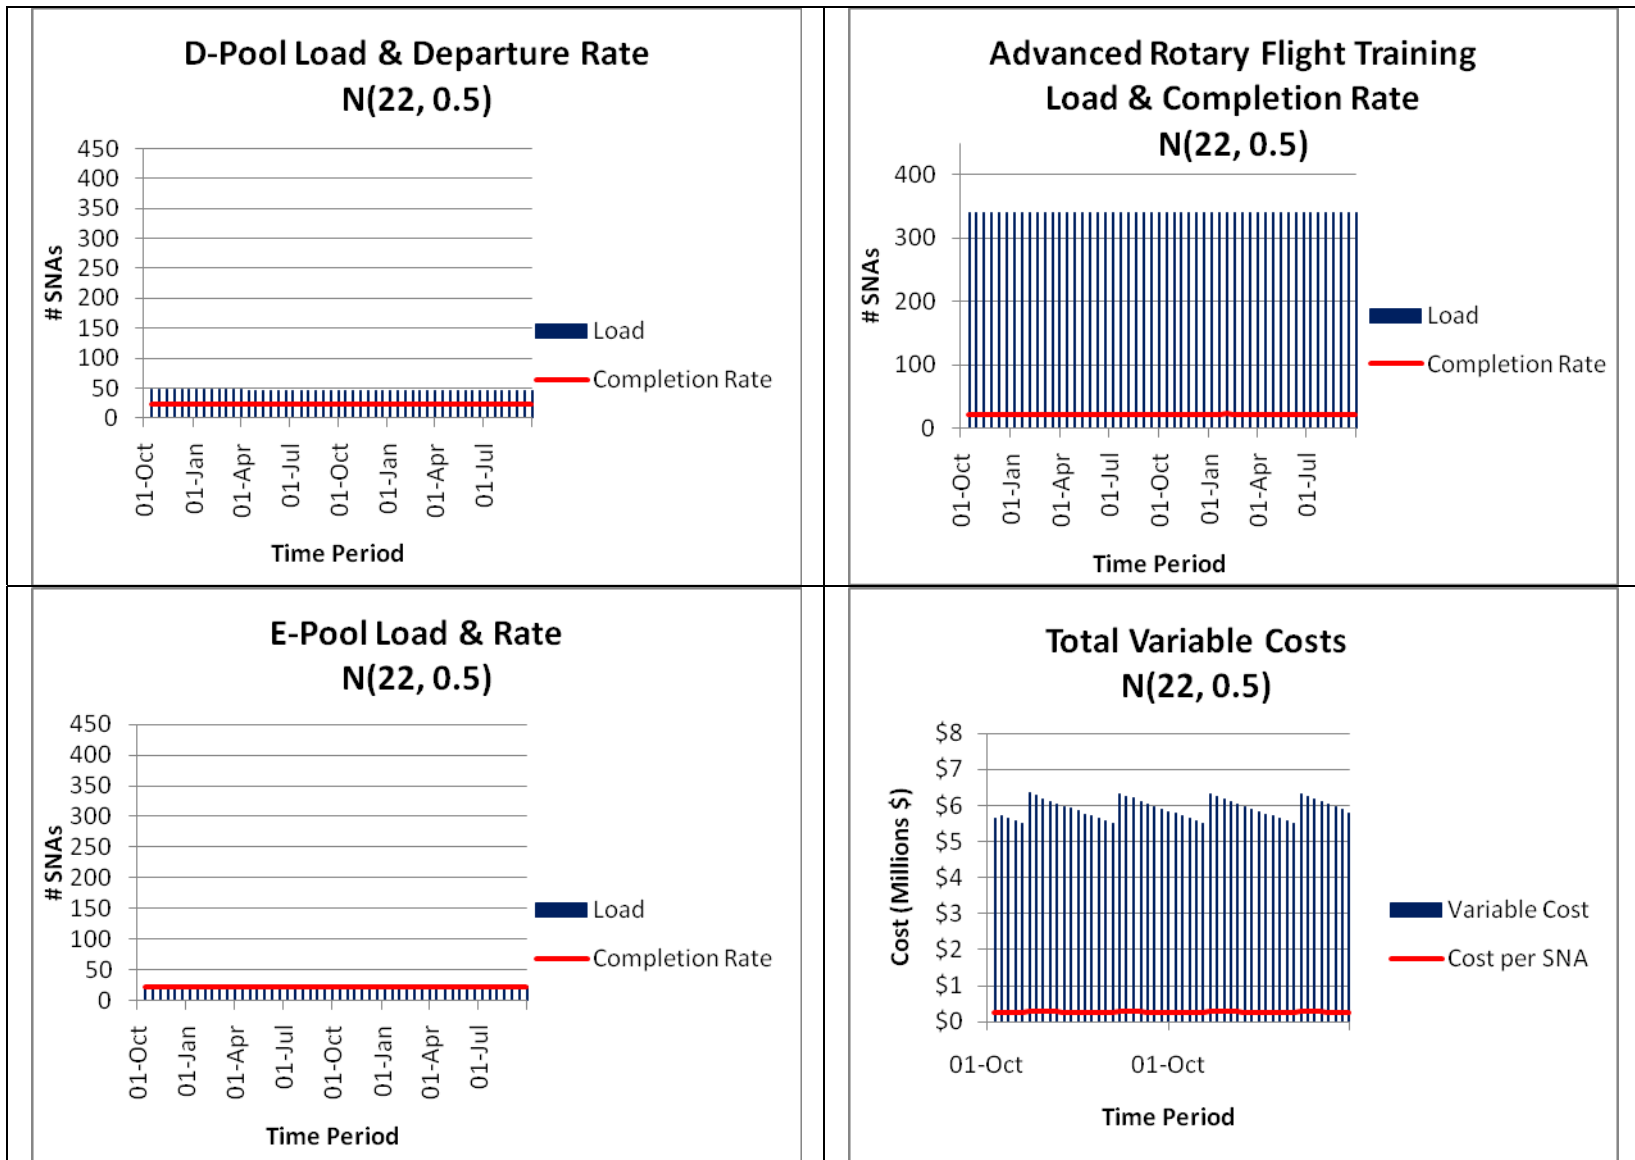 D-Pool Load & Departure Rate
N(22, 0.5)
450
400
350
300
250
200
150
100
50
0
# SNAs
Load
Completion Rate
01-Oct
01-Jan
01-Apr
01-Jul
01-Oct
01-Jan
01-Apr
01-Jul
Time Period
Advanced Rotary Flight Training
Load & Completion Rate
N(22, 0.5)
400
300
200
100
0
# SNAs
Load
Completion Rate
01-Oct
01-Jan
01-Apr
01-Jul
01-Oct
01-Jan
01-Apr
01-Jul
Time Period
E-Pool Load & Rate
N(22, 0.5)
450
400
350
300
250
200
150
100
50
0
# SNAs
Load
Completion Rate
01-Oct
01-Jan
01-Apr
01-Jul
01-Oct
01-Jan
01-Apr
01-Jul
Time Period
Total Variable Costs
N(22, 0.5)
$8
$7
$6
$5
$4
$3
$2
$1
$0
Cost (Millions $)
Variable Cost
Cost per SNA
01-Oct
01-Oct
Time Period